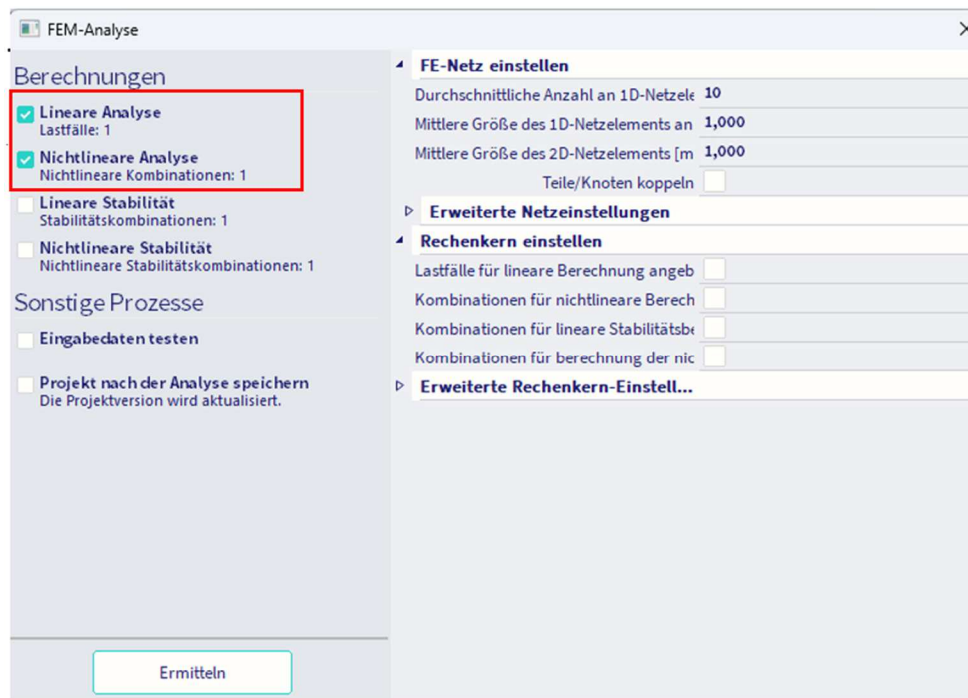 FEM-Analyse
Berechnungen
Lineare Analyse
Lastfälle: 1
Nichtlineare Analyse
Nichtlineare Kombinationen: 1
Lineare Stabilität
Stabilitätskombinationen: 1
Nichtlineare Stabilität
Nichtlineare Stabilitätskombinationen: 1
Sonstige Prozesse
Eingabedaten testen
Projekt nach der Analyse speichern
Die Projektversion wird aktualisiert.
Ermitteln
FE-Netz einstellen
Durchschnittliche Anzahl an 1D-Netzele 10
Mittlere Größe des 1D-Netzelements an 1,000
Mittlere Größe des 2D-Netzelements [m 1,000
Teile/Knoten koppeln
Erweiterte Netzeinstellungen
Rechenkern einstellen
Lastfälle für lineare Berechnung angeb
Kombinationen für nichtlineare Berech
Kombinationen für lineare Stabilitätsbe
Kombinationen für berechnung der nic
Erweiterte Rechenkern-Einstell...